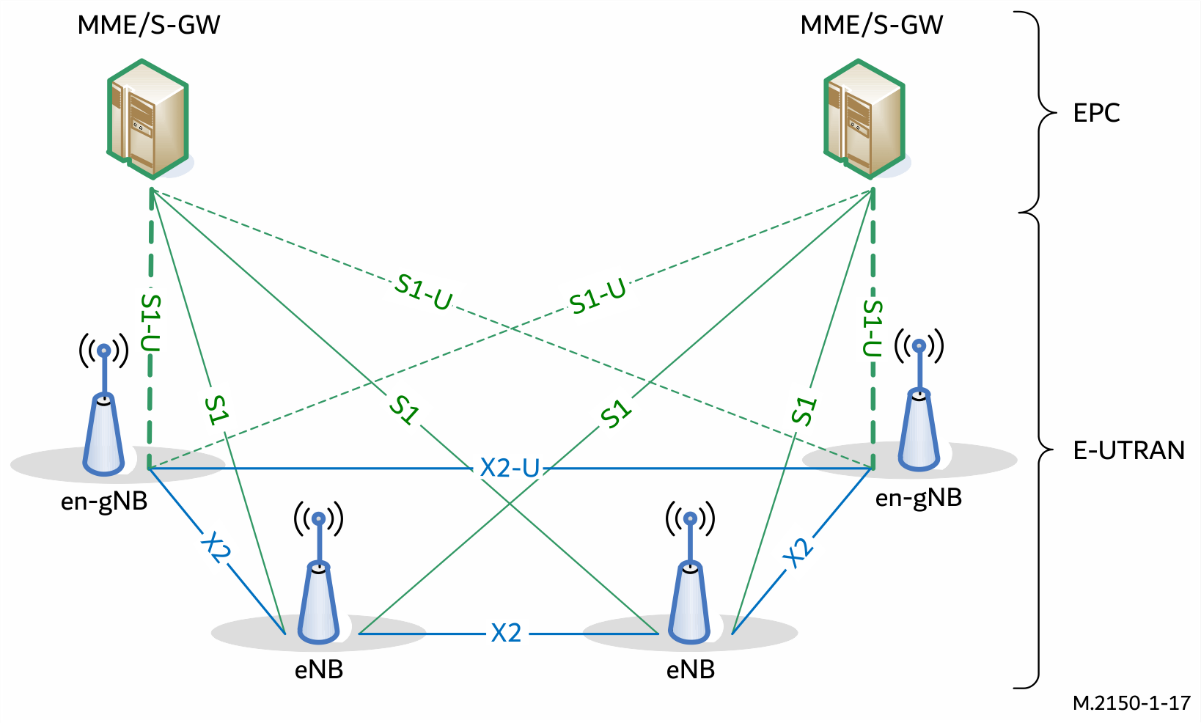 MME/S-GW
MME/S-GW
EPC
S1-U
S1-U
S1-U
S1-U
S1
S1
S1
S1
E-UTRAN
X2-U
en-gNB
en-gNB
X2
X2
X2
eNB
eNB
M.2150-1-17